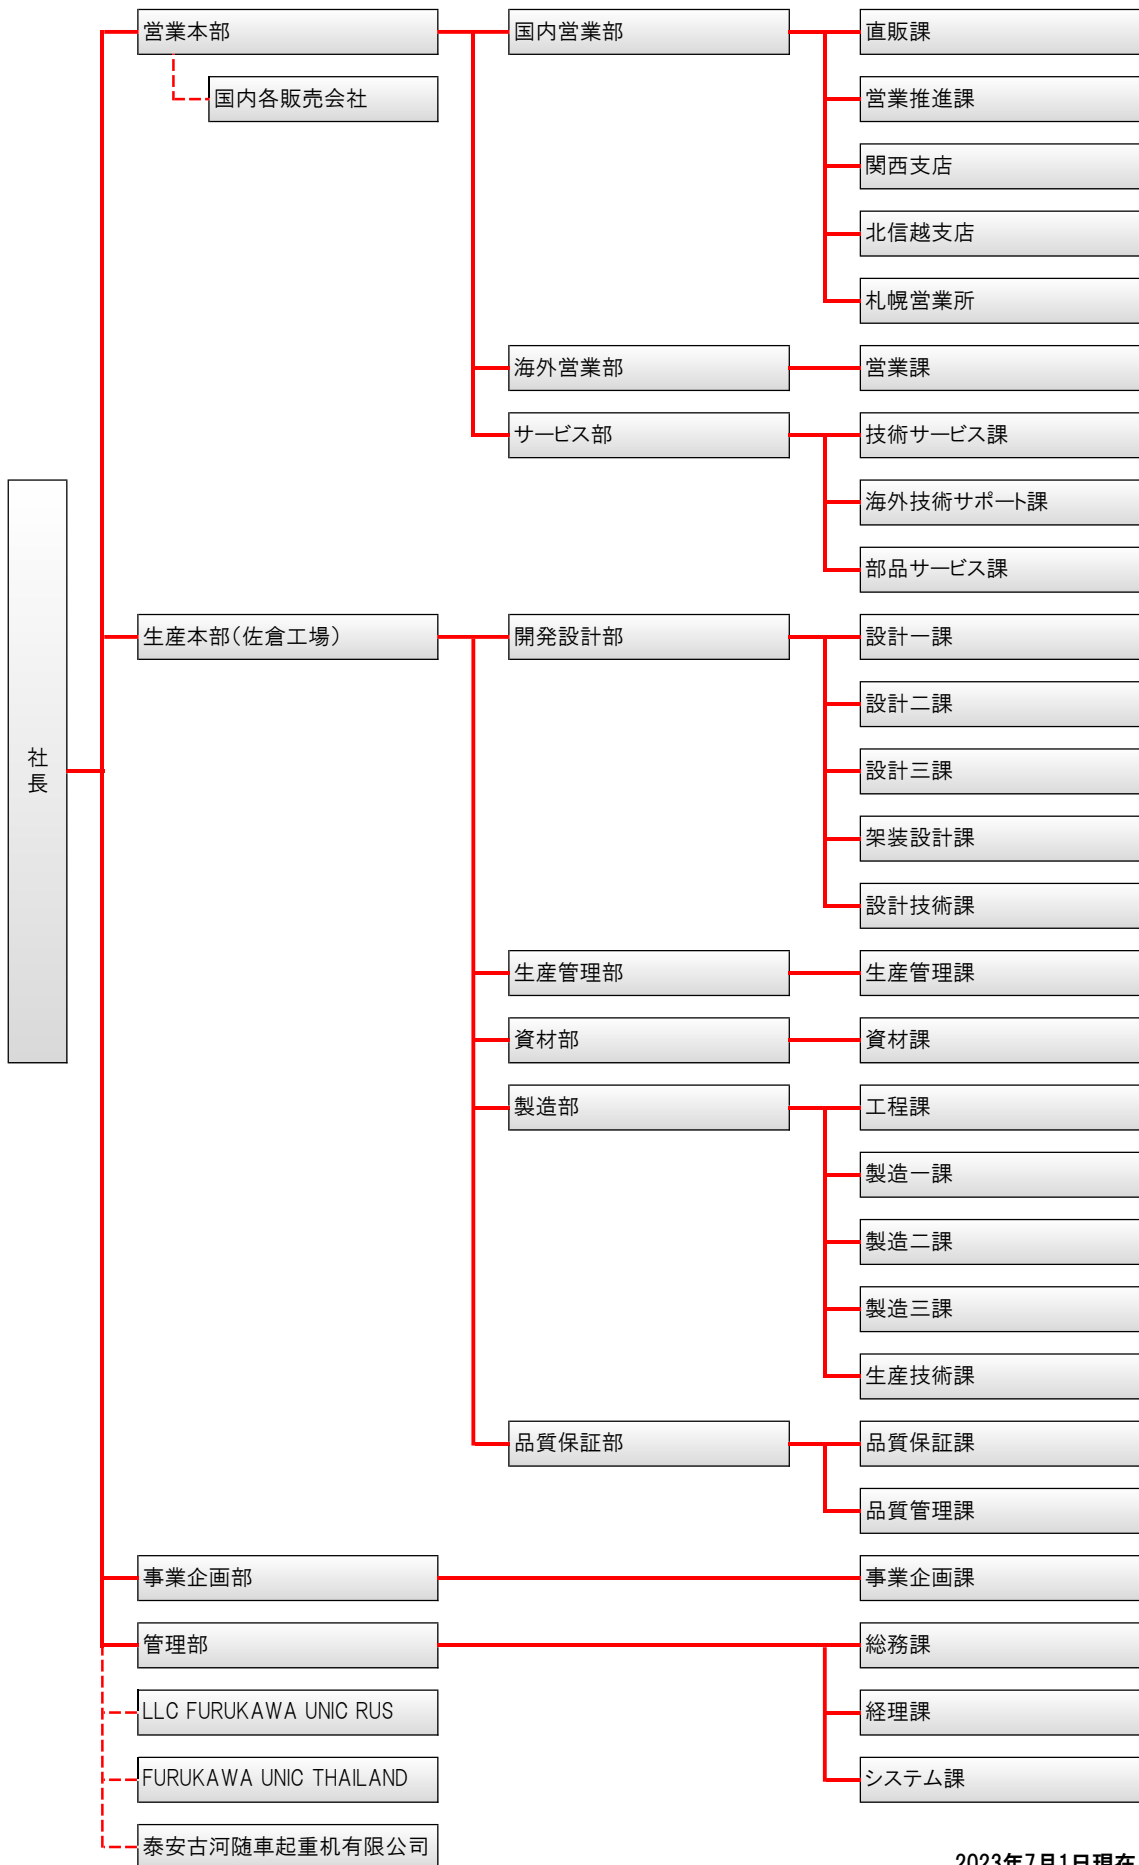 営業本部
国内営業部
直販課
国内各販売会社
営業推進課
関西支店
北信越支店
札幌営業所
海外営業部
営業課
サービス部
技術サービス課
海外技術サポート課
部品サービス課
社長
生産本部(佐倉工場)
開発設計部
設計一課
設計二課
設計三課
架装設計課
設計技術課
生産管理部
生産管理課
資材部
資材課
製造部
工程課
製造一課
製造二課
製造三課
生産技術課
品質保証部
品質保証課
品質管理課
事業企画部
事業企画課
管理部
総務課
LLC FURUKAWA UNIC RUS
経理課
FURUKAWA UNIC THAILAND
システム課
泰安古河随車起重机有限公司
2023年7月1日現在